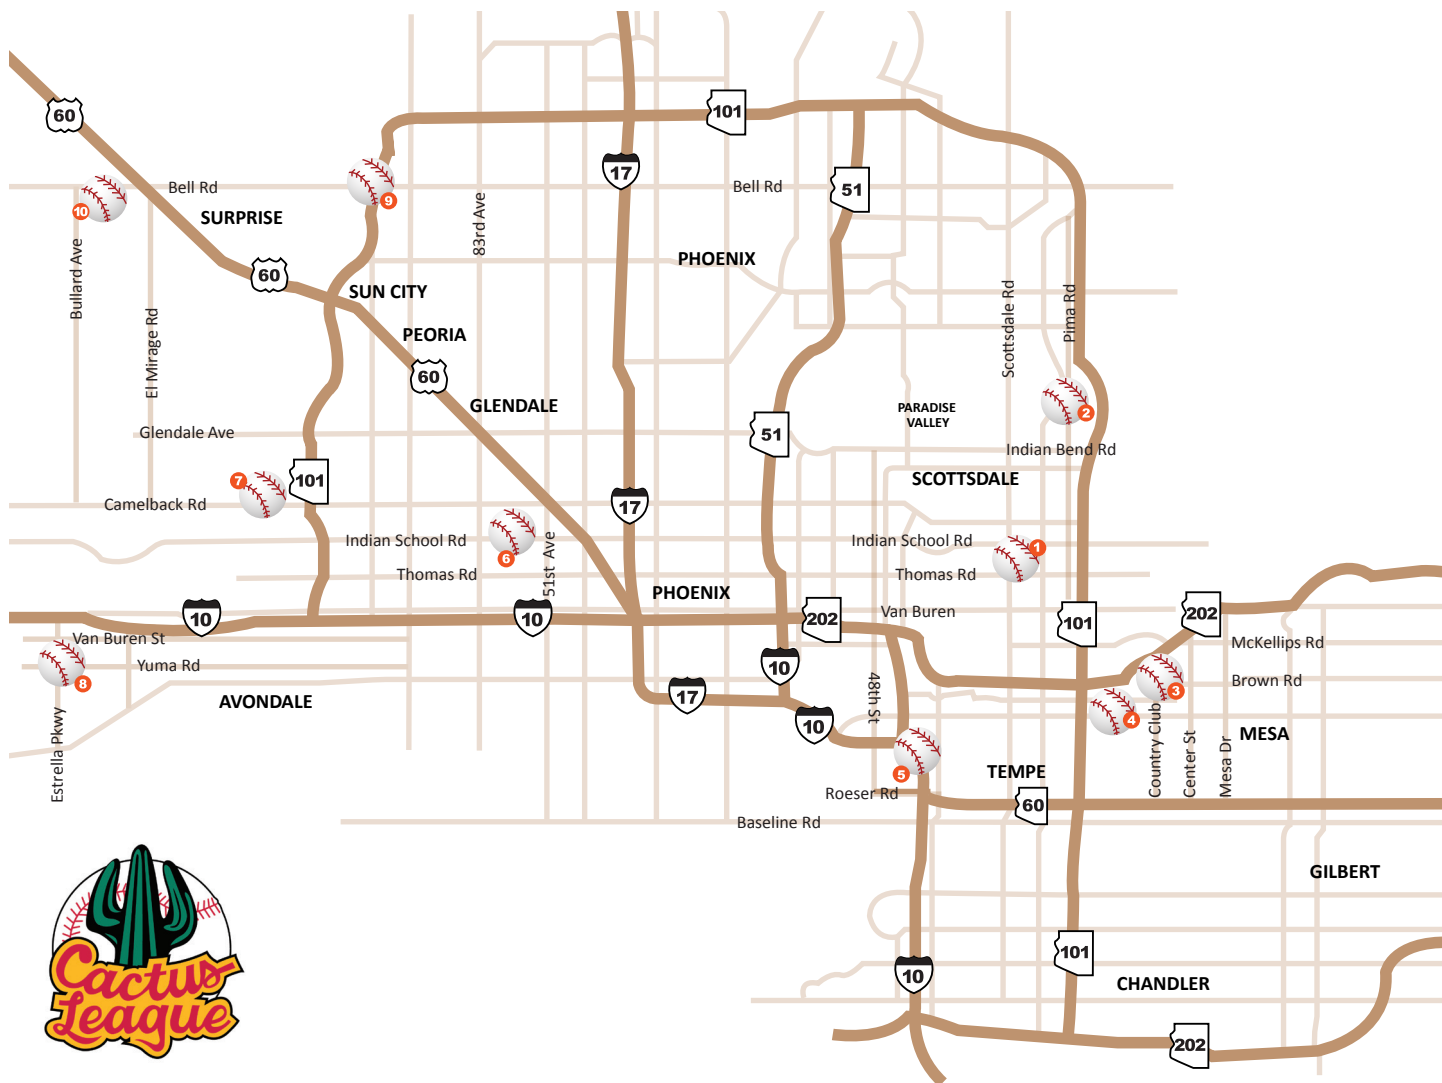 60
101
17
51
Bell Rd
Bell Rd
9
10
SURPRISE
83rd Ave
PHOENIX
60
Bullard Ave
SUN CITY
Scottsdale Rd
Pima Rd
El Mirage Rd
PEORIA
60
GLENDALE
PARADISE
VALLEY
2
Glendale Ave
51
Indian Bend Rd
7
101
SCOTTSDALE
Camelback Rd
17
Indian School Rd
6
51st Ave
Indian School Rd
1
Thomas Rd
Thomas Rd
PHOENIX
10
10
202
Van Buren
101
202
Van Buren St
McKellips Rd
Yuma Rd
10
8
Brown Rd
3
AVONDALE
17
48th St
10
4
MESA
Estrella Pkwy
Country Club
Center St
Mesa Dr
5
TEMPE
Roeser Rd
60
Baseline Rd
GILBERT
101
10
CHANDLER
202
Cactus
League